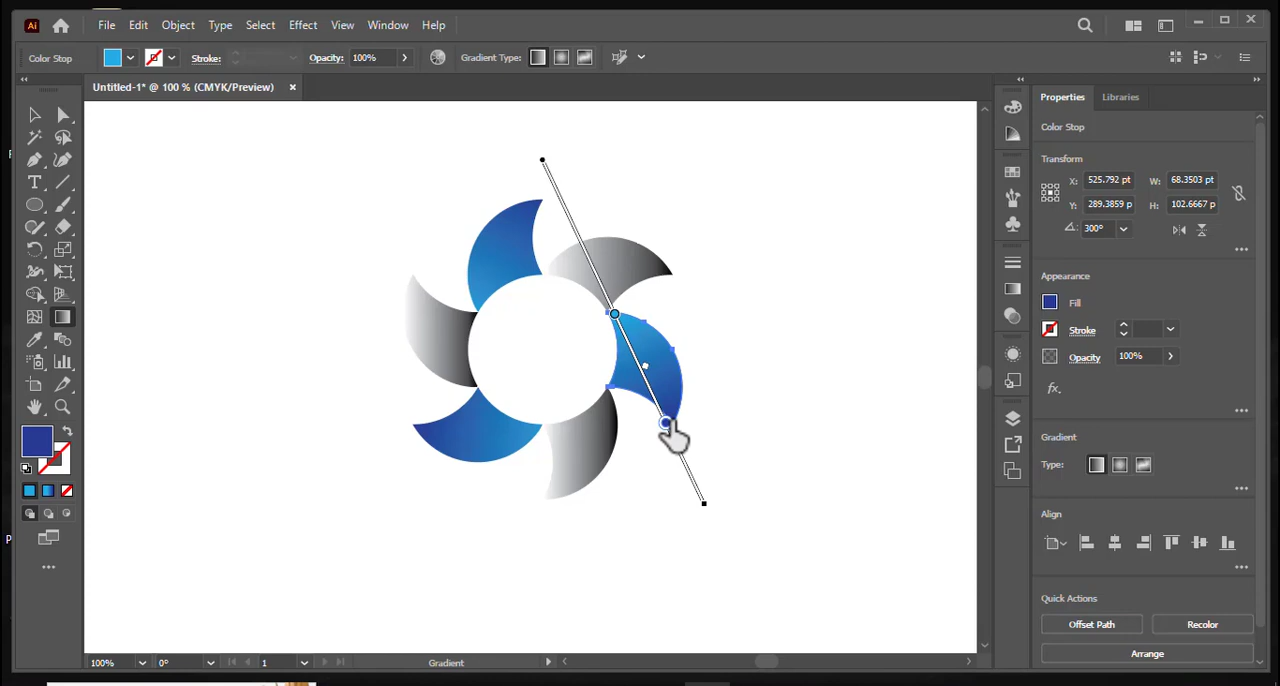 Ai File Edit Object Type Select Effect View Window Help
Color Stop Stroke: Opacity: 100% Gradient Type:
Untitled-1* @ 100 % (CMYK/Preview) ×
Properties Libraries
Color Stop
Transform
X: 525.792 pt W: 68.3503 pt
Y: 289.3859 p H: 102.6667 pt
300°
Appearance
Fill
Stroke
Opacity 100%
fx.
Gradient
Type:
Align
Quick Actions
Offset Path Recolor
Arrange
100% 0° 1 Gradient